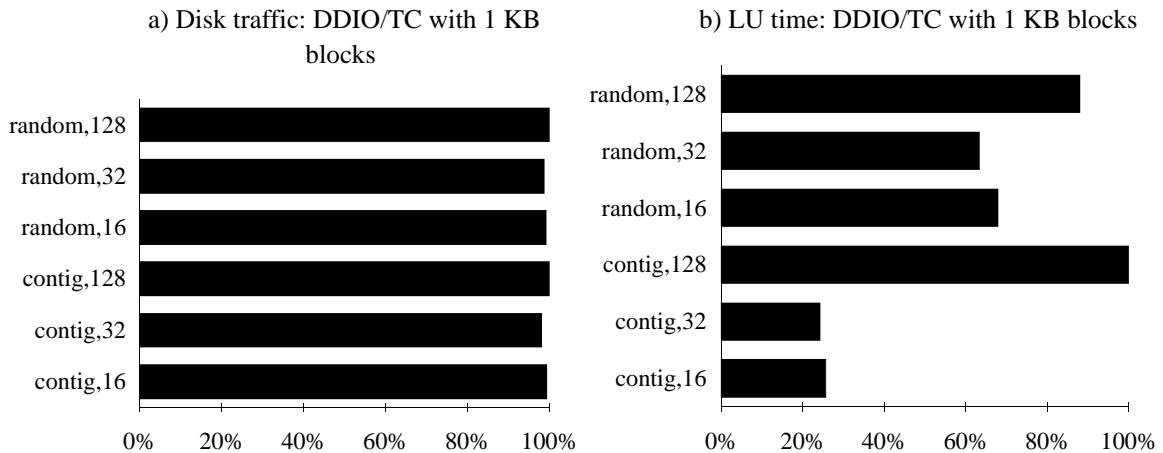 a) Disk traffic: DDIO/TC with 1 KB
blocks
random,128
random,32
random,16
contig,128
contig,32
contig,16
0% 20% 40% 60% 80% 100%
b) LU time: DDIO/TC with 1 KB blocks
random,128
random,32
random,16
contig,128
contig,32
contig,16
0% 20% 40% 60% 80% 100%